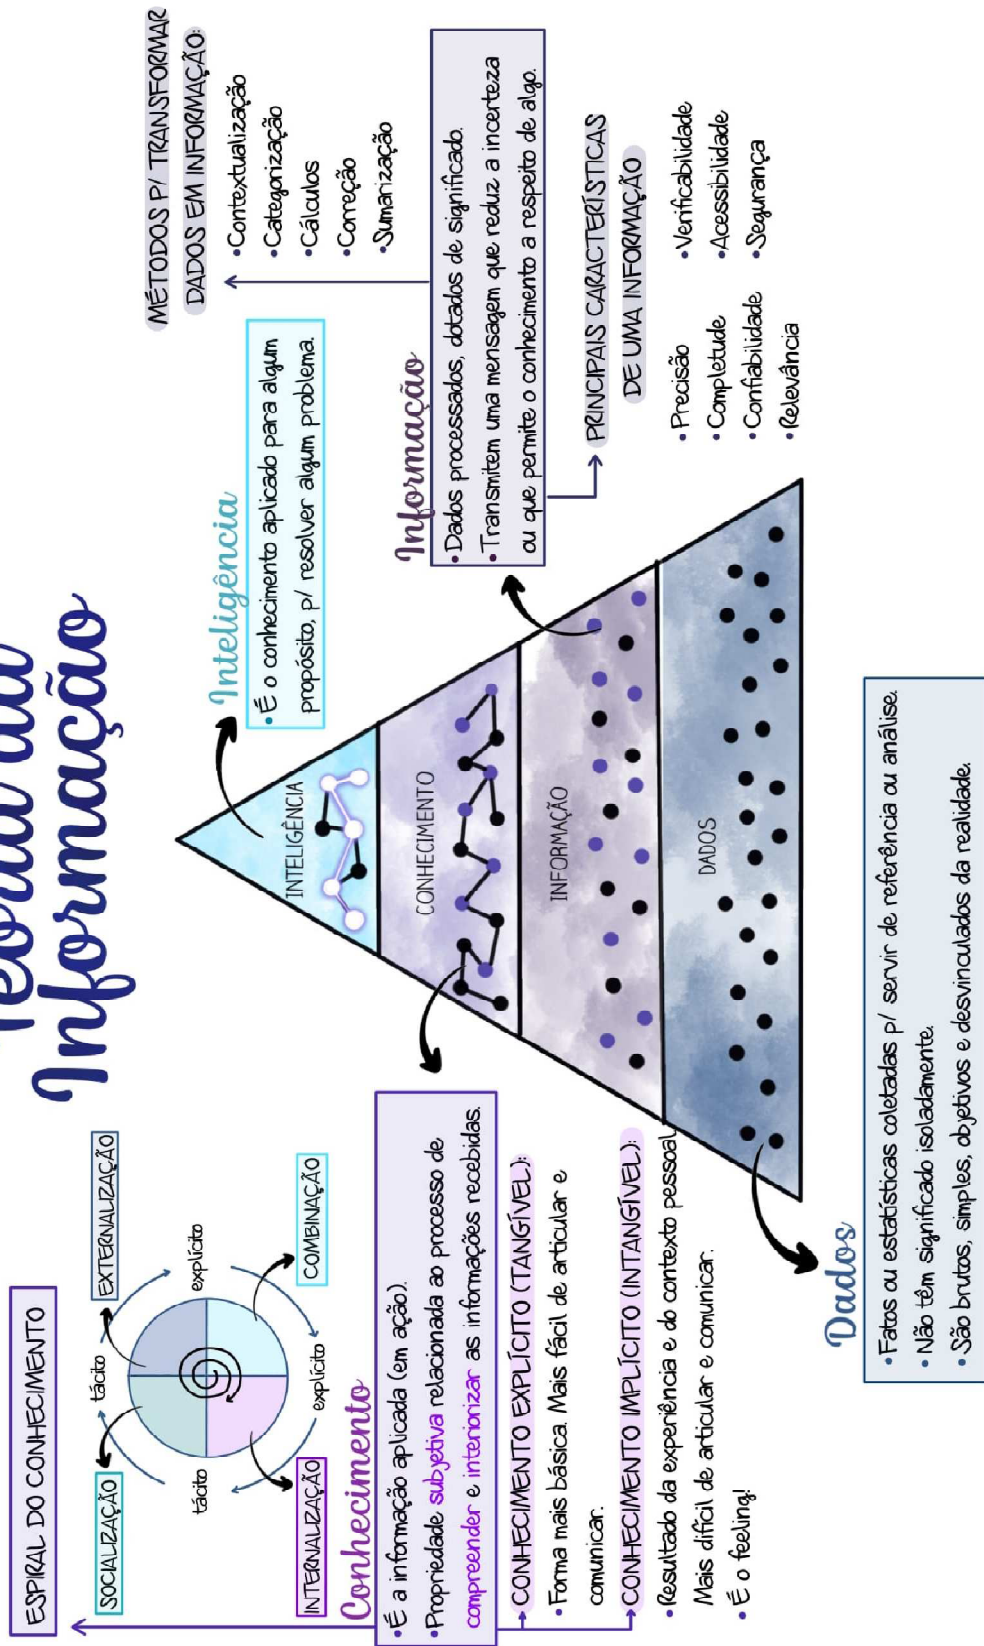 Teoria da
Informação
ESPIRAL DO CONHECIMENTO
SOCIALIZAÇÃO
tácito
EXTERNALIZAÇÃO
tácito
explícito
INTERNALIZAÇÃO
explícito
COMBINAÇÃO
Conhecimento
•É a informação aplicada (em ação).
•Propriedade subjetiva relacionada ao processo de
compreender e interiorizar as informações recebidas.
CONHECIMENTO EXPLÍCITO (TANGÍVEL):
•Forma mais básica. Mais fácil de articular e
comunicar.
CONHECIMENTO IMPLÍCITO (INTANGÍVEL):
•Resultado da experiência e do contexto pessoal.
Mais difícil de articular e comunicar.
•É o feeling!
INTELIGÊNCIA
CONHECIMENTO
INFORMAÇÃO
DADOS
Inteligência
•É o conhecimento aplicado para algum
propósito, p/ resolver algum problema.
MÉTODOS P/ TRANSFORMAR
DADOS EM INFORMAÇÃO:
•Contextualização
•Categorização
•Cálculos
•Correção
•Sumarização
Informação
•Dados processados, dotados de significado.
•Transmitem uma mensagem que reduz a incerteza
ou que permite o conhecimento a respeito de algo.
PRINCIPAIS CARACTERÍSTICAS
DE UMA INFORMAÇÃO
•Precisão
•Completude
•Confiabilidade
•Relevância
•Verificabilidade
•Acessibilidade
•Segurança
Dados
•Fatos ou estatísticas coletadas p/ servir de referência ou análise.
•Não têm significado isoladamente.
•São brutos, simples, objetivos e desvinculados da realidade.